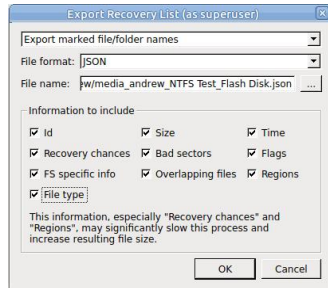 Export Recovery List (as superuser)
Export marked file/folder names
File format: JSON
File name: w/media_andrew_NTFS Test_Flash Disk.json ...
Information to include
Id Size Time
Recovery chances Bad sectors Flags
FS specific info Overlapping files Regions
File type
This information, especially "Recovery chances" and
"Regions", may significantly slow this process and
increase resulting file size.
OK Cancel